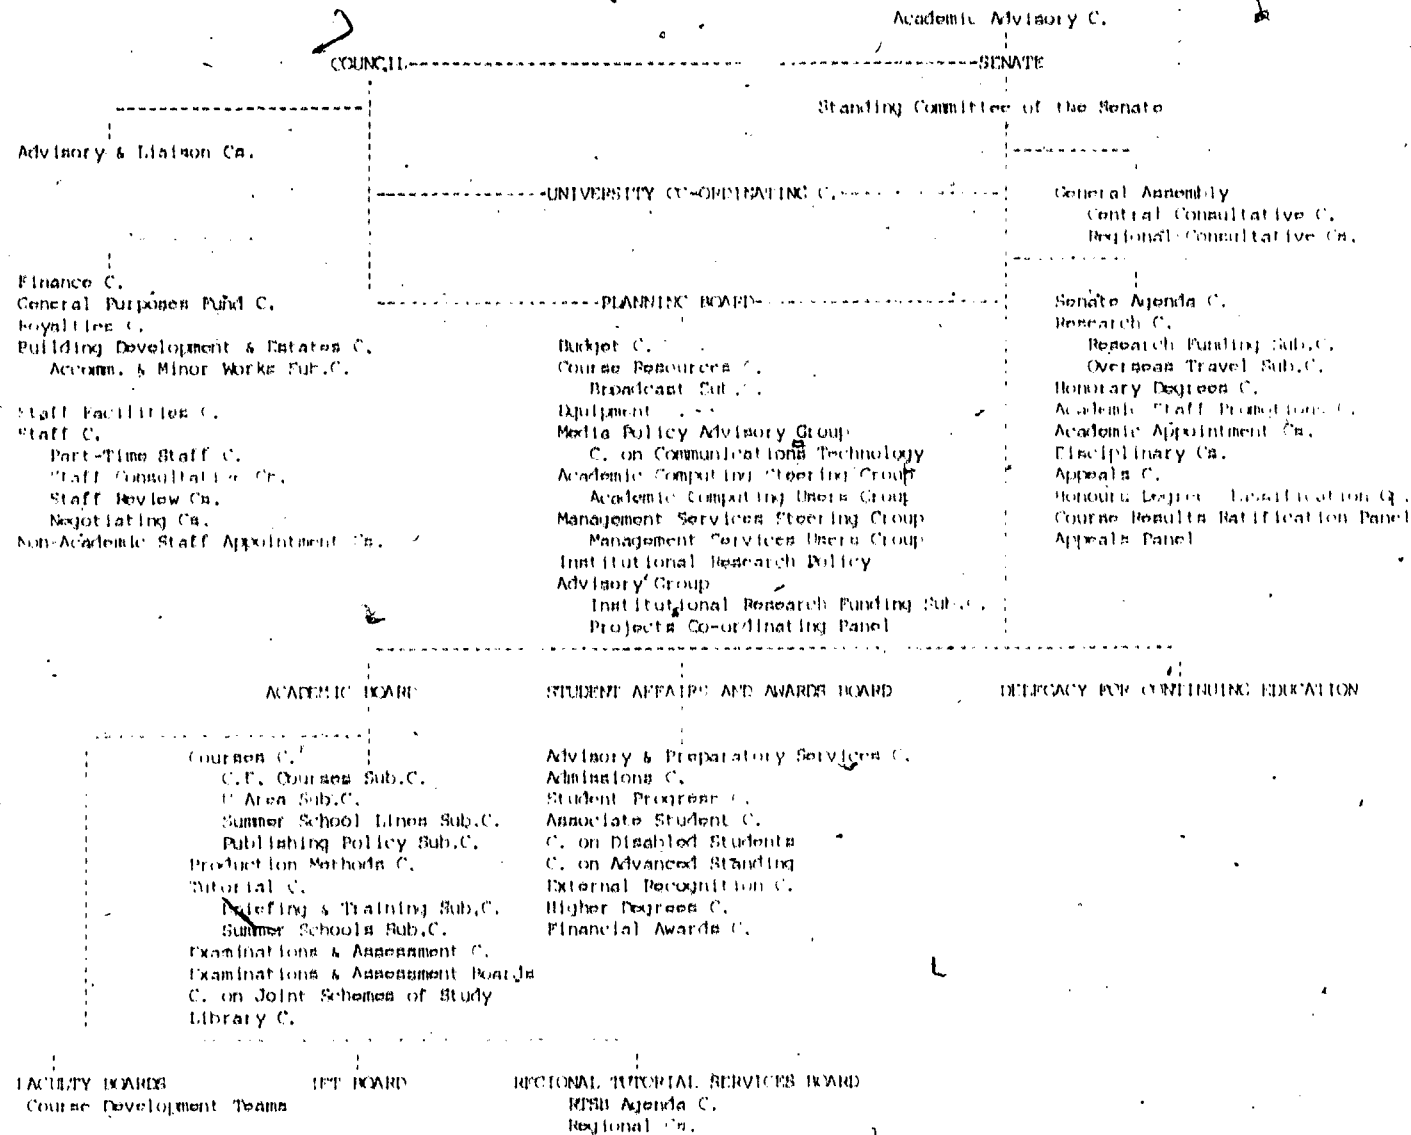 Academic Advisory C.
COUNCIL
SENATE
Standing Committee of the Senate
Advisory & Liaison Cs.
UNIVERSITY CO-ORDINATING C.
General Assembly
Central Consultative C.
Regional Consultative Cs.
Finance C.
General Purposes Fund C.
Royalties C.
Building Development & Estates C.
Accomm. & Minor Works Sub.C.
Staff Facilities C.
Staff C.
Part-Time Staff C.
Staff Consultative Cs.
Staff Review Cs.
Negotiating Cs.
Non-Academic Staff Appointment Cs.
PLANNING BOARD
Budget C.
Course Resources C.
Broadcast Sub.C.
Equipment
Media Policy Advisory Group
C. on Communications Technology
Academic Computing Steering Group
Academic Computing Users Group
Management Services Steering Group
Management Services Users Group
Institutional Research Policy
Advisory Group
Institutional Research Funding Sub.C.
Projects Co-ordinating Panel
Senate Agenda C.
Research C.
Research Funding Sub.C.
Overseas Travel Sub.C.
Honorary Degrees C.
Academic Staff Promotions C.
Academic Appointment Cs.
Disciplinary Cs.
Appeals C.
Honours Degree Classification
Course Results Ratification Panel
Appeals Panel
ACADEMIC BOARD
STUDENT AFFAIRS AND AWARDS BOARD
DELEGACY FOR CONTINUING EDUCATION
Courses C.
Courses Sub.C.
U Area Sub.C.
Summer School Lines Sub.C.
Publishing Policy Sub.C.
Production Methods C.
Tutorial C.
Briefing & Training Sub.C.
Summer Schools Sub.C.
Examinations & Assessment C.
Examinations & Assessment Boards
C. on Joint Schemes of Study
Library C.
Advisory & Preparatory Services C.
Admissions C.
Student Progress C.
Associate Student C.
C. on Disabled Students
C. on Advanced Standing
External Recognition C.
Higher Degrees C.
Financial Awards C.
FACULTY BOARDS
Course Development Teams
IET BOARD
REGIONAL TUTORIAL SERVICES BOARD
RTSB Agenda C.
Regional Cs.